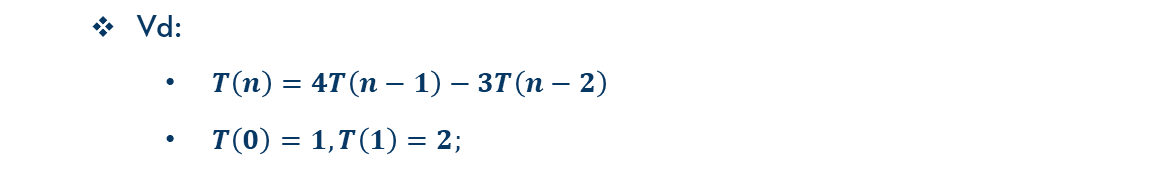 ❖ Vd:
• T(n) = 4T(n − 1) − 3T(n − 2)
• T(0) = 1, T(1) = 2;